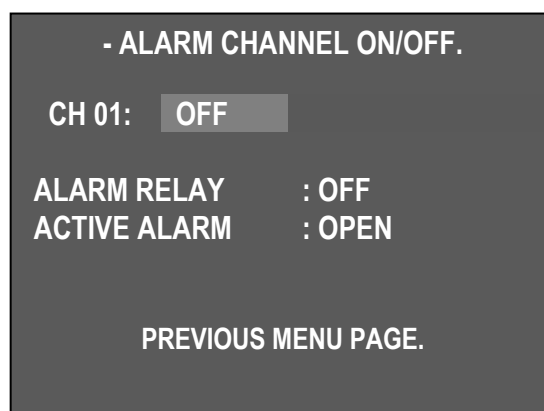 - ALARM CHANNEL ON/OFF.
CH 01: OFF
ALARM RELAY : OFF
ACTIVE ALARM : OPEN
PREVIOUS MENU PAGE.